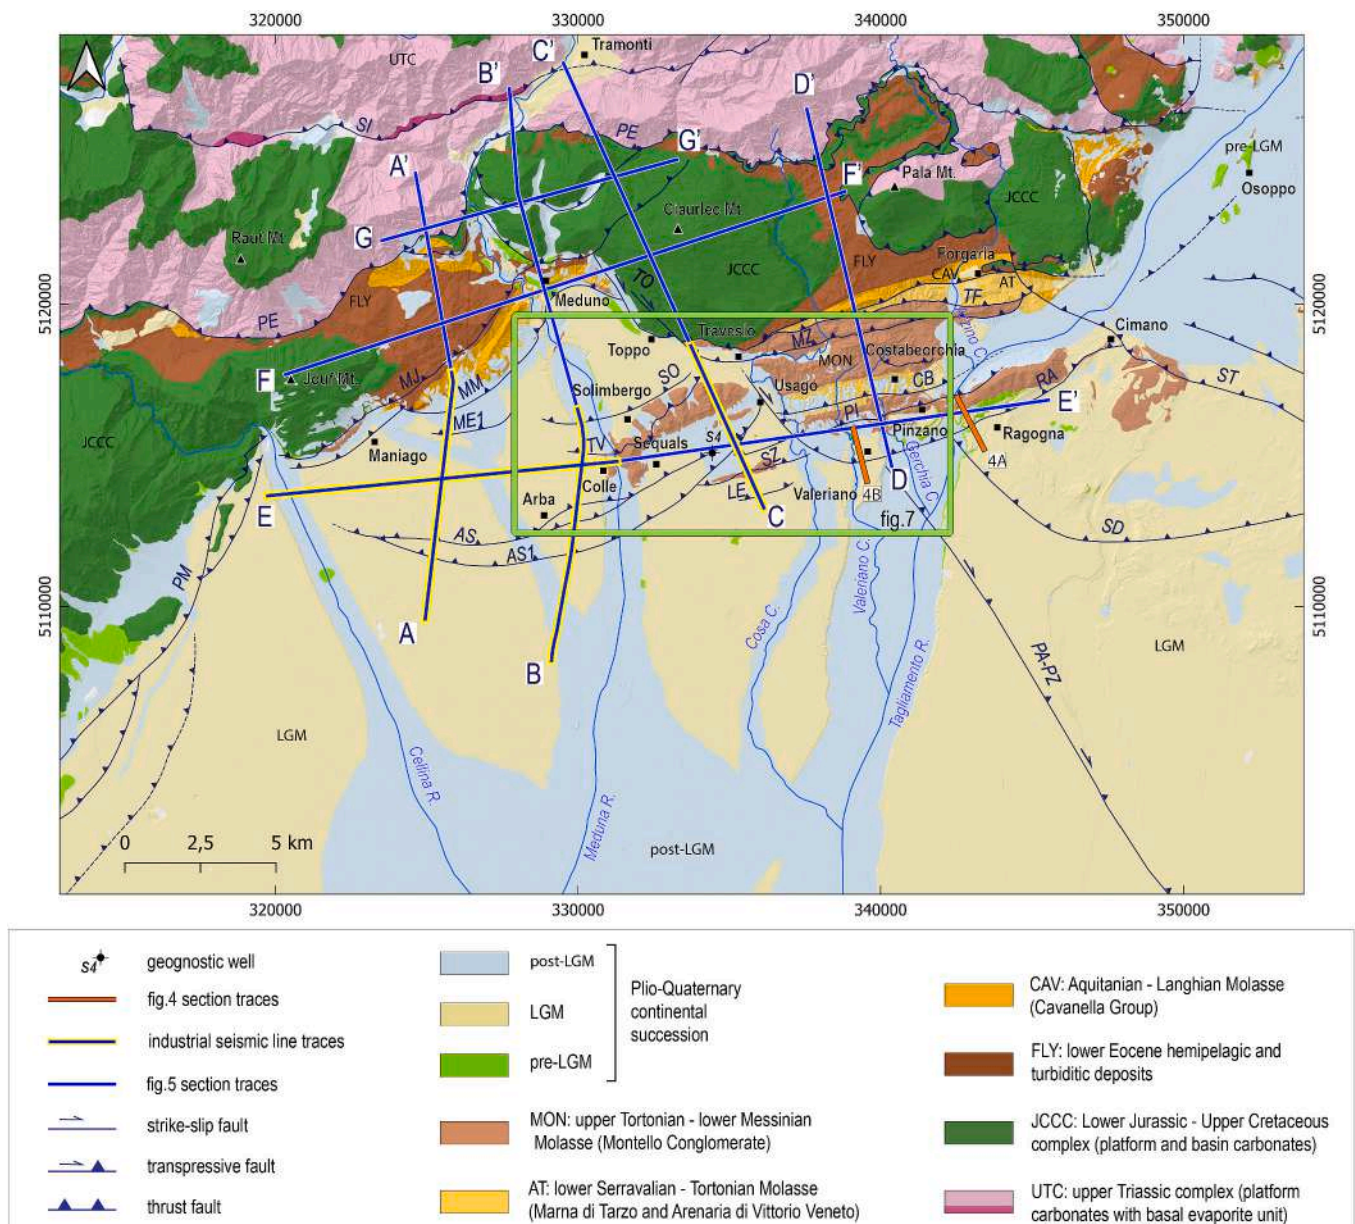 320000
330000
340000
350000
C'
Tramonti
UTC
B'
D'
SI
PE
G'
pre-LGM
A'
F'
Pala Mt.
Osoppo
JCCC
Ciaurlec Mt.
G
Raut Mt.
FLY
Forgaria
TO
JCCC
CAV
AT
FLY
Meduno
TF
5120000
5120000
PE
Cimano
Travesio
MZ
Toppo
MON
Costabeorchia
F
Jouf Mt.
MJ
SO
Usago
CB
RA
ST
MM
Solimbergo
E'
ME1
PI
JCCC
TV
Sequals
S4
Pinzano
Ragogna
Maniago
SZ
4A
Colle
Gerchia C.
D
E
Arba
LE
Valeriano
4B
C
fig.7
AS
SD
AS1
PM
Valeriano C.
5110000
5110000
A
Cosa C.
PA-PZ
LGM
B
Tagliamento R.
LGM
Cellina R.
Meduna R.
0
2,5
5 km
post-LGM
320000
330000
340000
350000
S4
geognostic well
fig.4 section traces
industrial seismic line traces
fig.5 section traces
strike-slip fault
transpressive fault
thrust fault
post-LGM
LGM
pre-LGM
Plio-Quaternary
continental
succession
MON: upper Tortonian - lower Messinian
Molasse (Montello Conglomerate)
AT: lower Serravalian - Tortonian Molasse
(Marna di Tarzo and Arenaria di Vittorio Veneto)
CAV: Aquitanian - Langhian Molasse
(Cavanella Group)
FLY: lower Eocene hemipelagic and
turbiditic deposits
JCCC: Lower Jurassic - Upper Cretaceous
complex (platform and basin carbonates)
UTC: upper Triassic complex (platform
carbonates with basal evaporite unit)